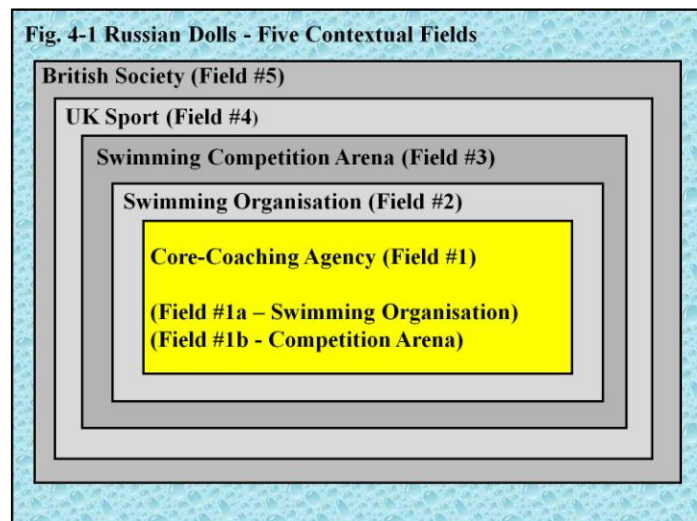 Fig. 4-1 Russian Dolls - Five Contextual Fields
British Society (Field #5)
UK Sport (Field #4)
Swimming Competition Arena (Field #3)
Swimming Organisation (Field #2)
Core-Coaching Agency (Field #1)
(Field #1a – Swimming Organisation)
(Field #1b - Competition Arena)